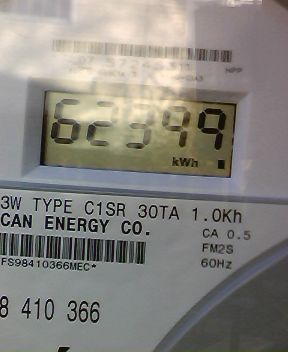 62399
kWh
3W TYPE C1SR 30TA 1.0Kh
CAN ENERGY CO.
CA 0.5
FM2S
60Hz
FS98410366MEC*
8 410 366